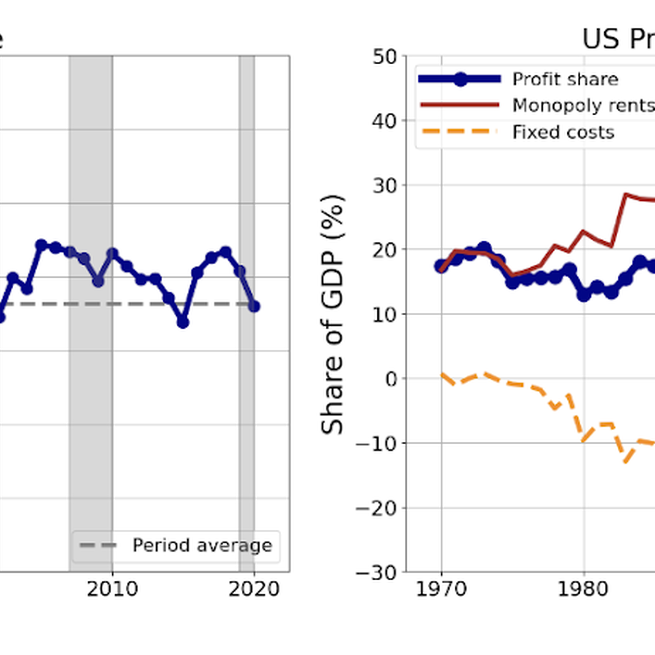 e
Period average
2010
2020
US Pr
Share of GDP (%)
50
40
30
20
10
0
−10
−20
−30
Profit share
Monopoly rents
Fixed costs
1970
1980